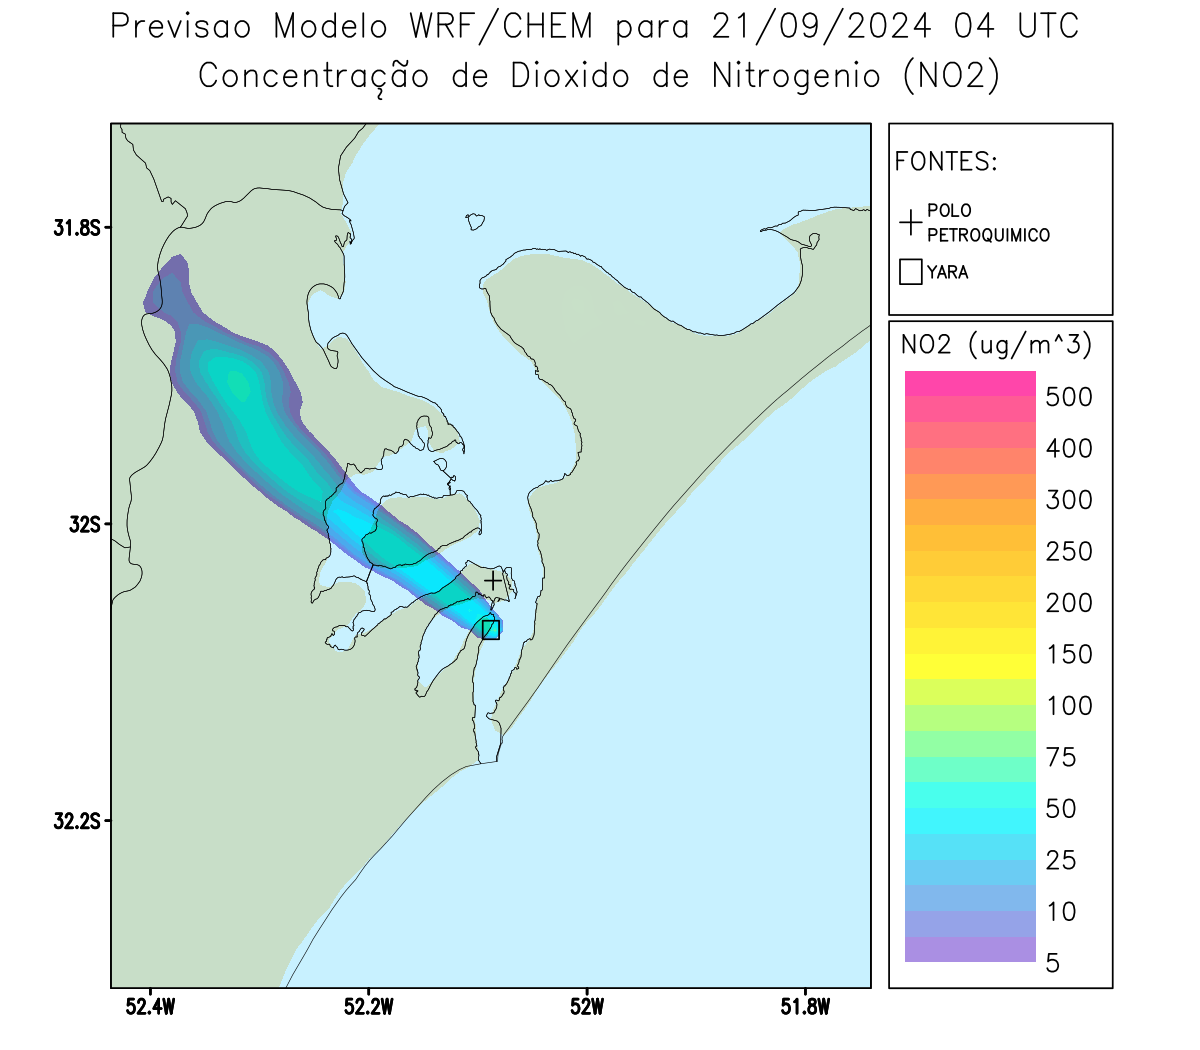 Previsao Modelo WRF/CHEM para 21/09/2024 04 UTC
Concentração de Dioxido de Nitrogenio (NO2)
FONTES:
POLO
PETROQUIMICO
YARA
NO2 (ug/m^3)
500
400
300
250
200
150
100
75
50
25
10
5
31.8S
32S
32.2S
52.4W
52.2W
52W
51.8W